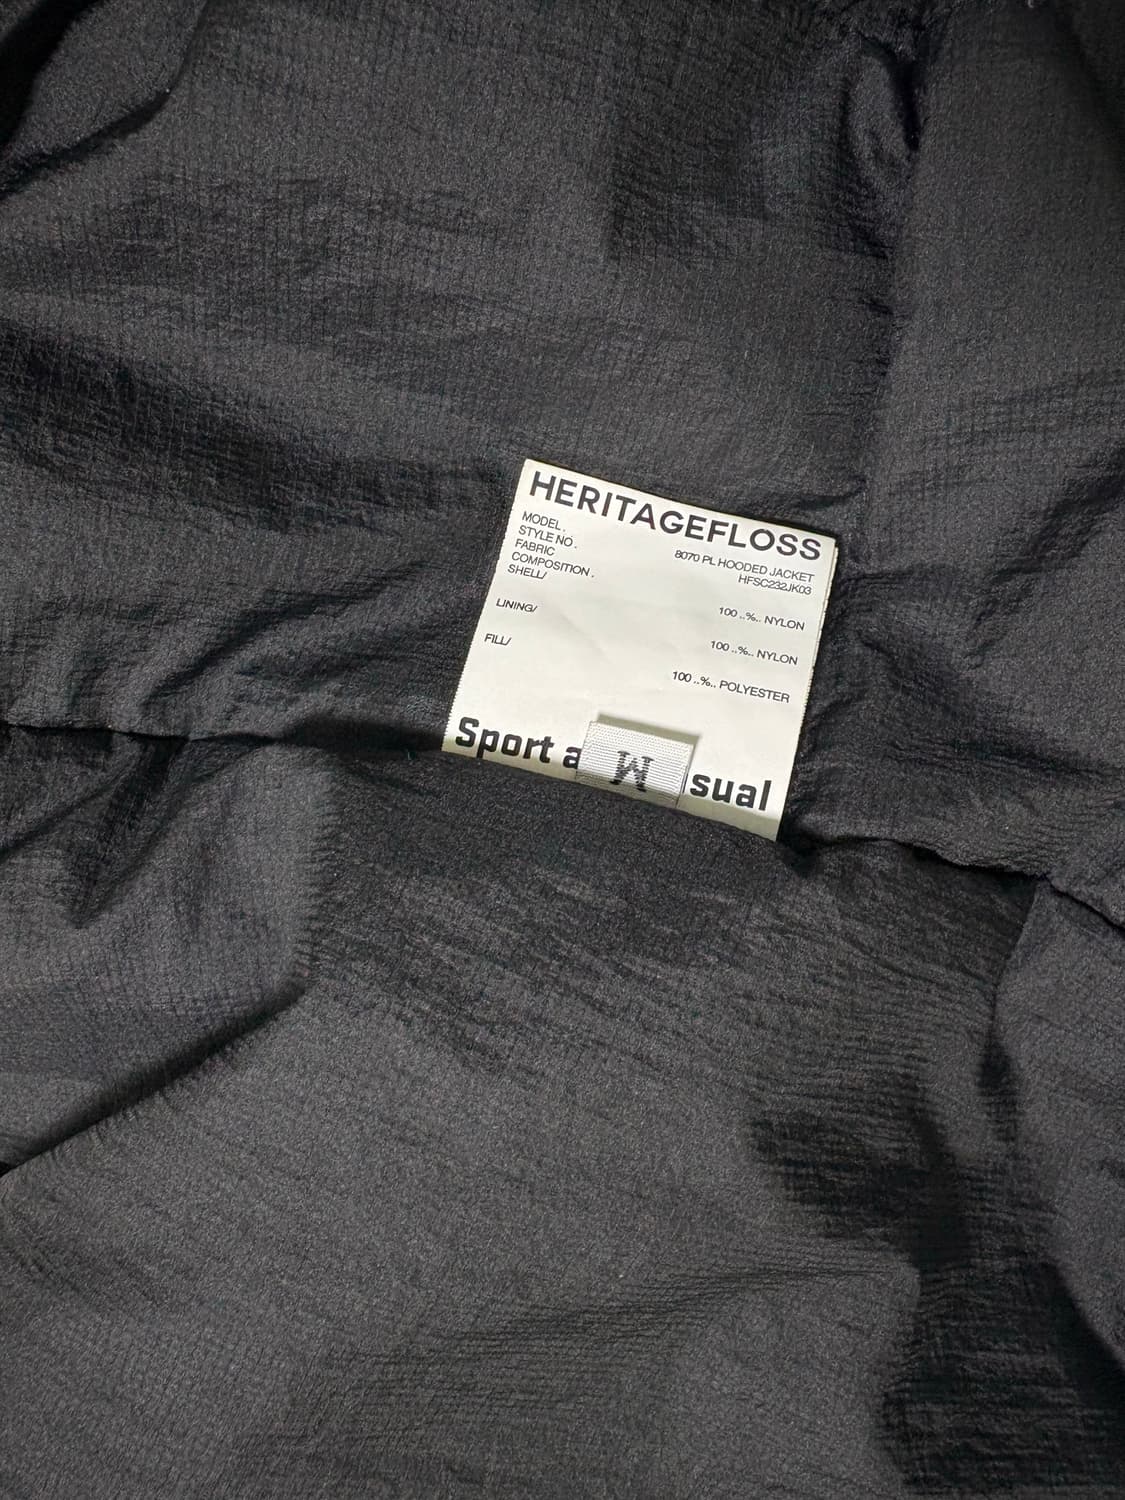 HERITAGEFLOSS
MODEL. 8070 PL HOODED JACKET
STYLE NO. HFSC232JK03
FABRIC
COMPOSITION.
SHELL/ 100..%.. NYLON
LINING/ 100..%.. NYLON
FILL/ 100..%.. POLYESTER
Sport a sual
M